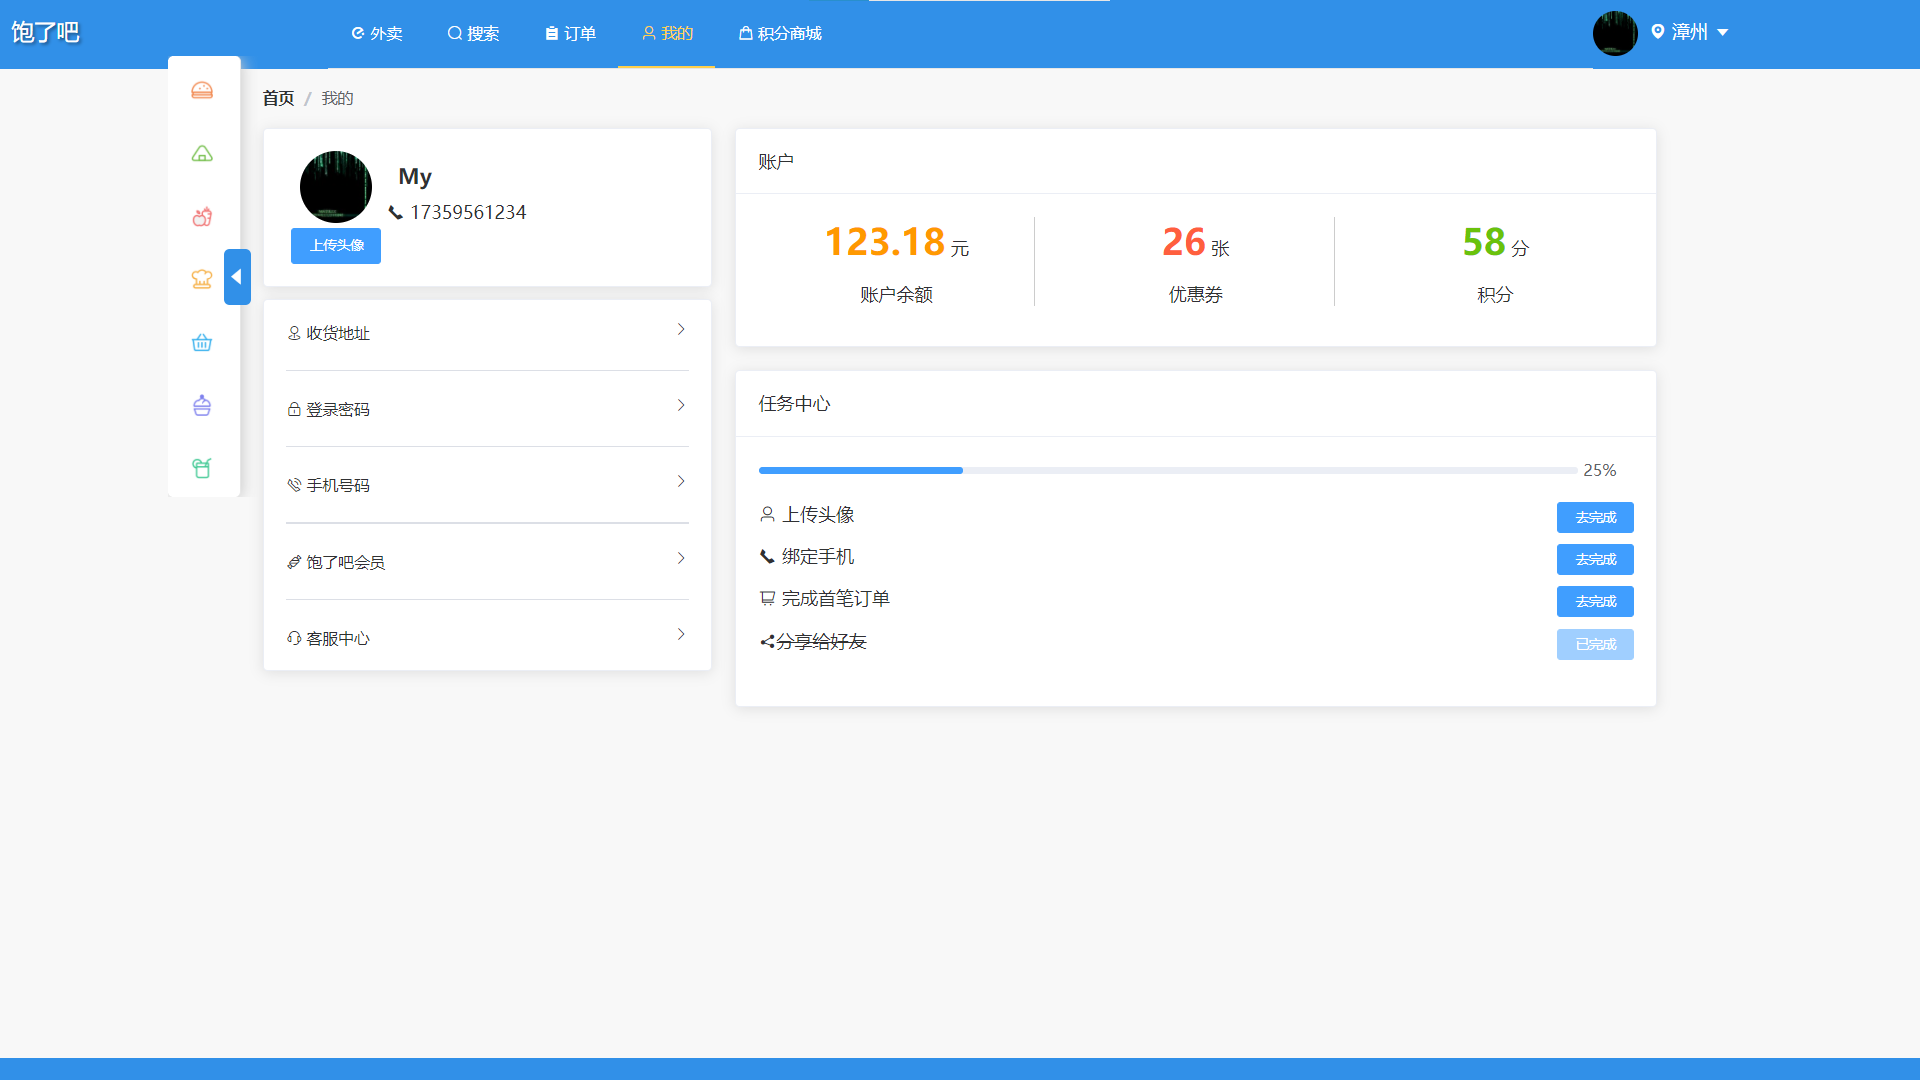 饱了吧
外卖 搜索 订单 我的 积分商城
漳州
首页 / 我的
My
17359561234
上传头像
收货地址
登录密码
手机号码
饱了吧会员
客服中心
账户
123.18 元 26 张 58 分
账户余额 优惠券 积分
任务中心
25%
上传头像 去完成
绑定手机 去完成
完成首笔订单 去完成
分享给好友 已完成